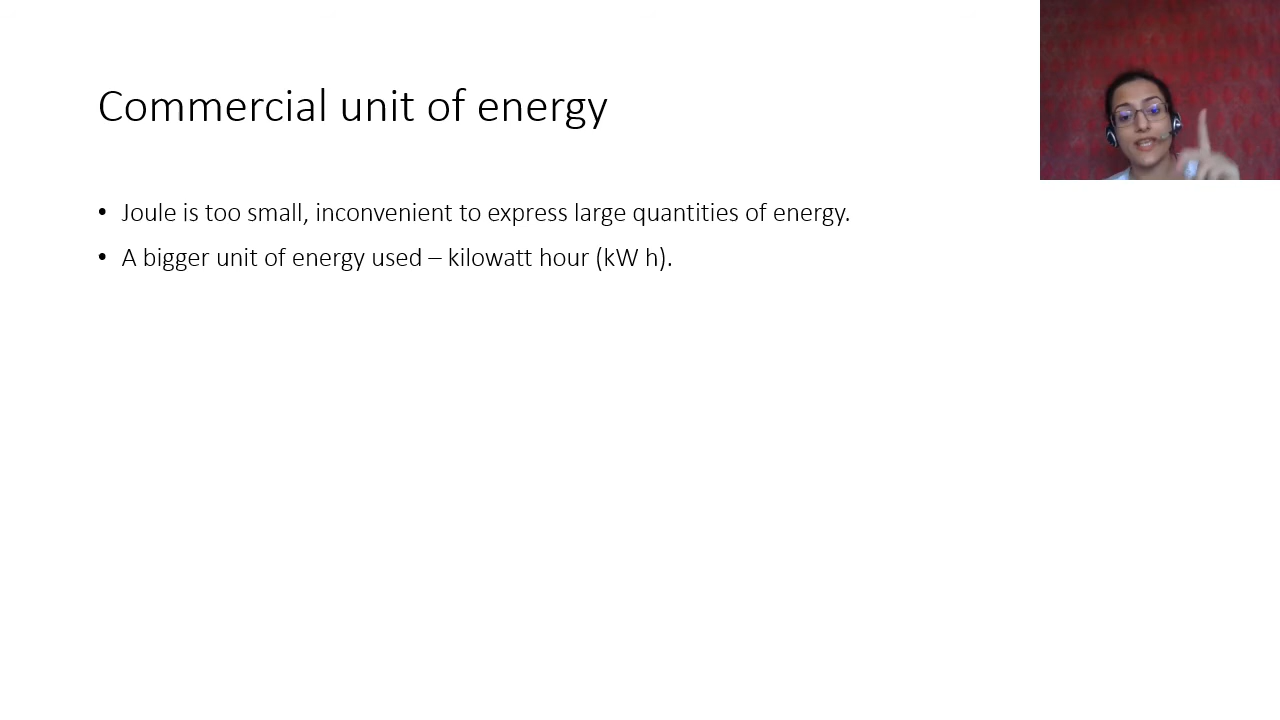 Commercial unit of energy
• Joule is too small, inconvenient to express large quantities of energy.
• A bigger unit of energy used – kilowatt hour (kW h).